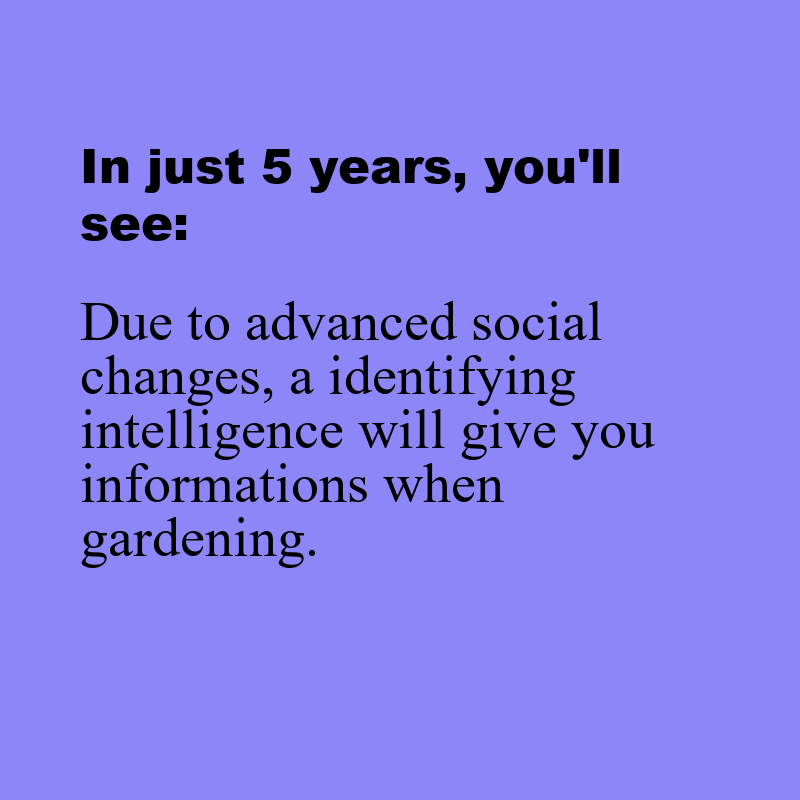 In just 5 years, you'll
see:
Due to advanced social
changes, a identifying
intelligence will give you
informations when
gardening.